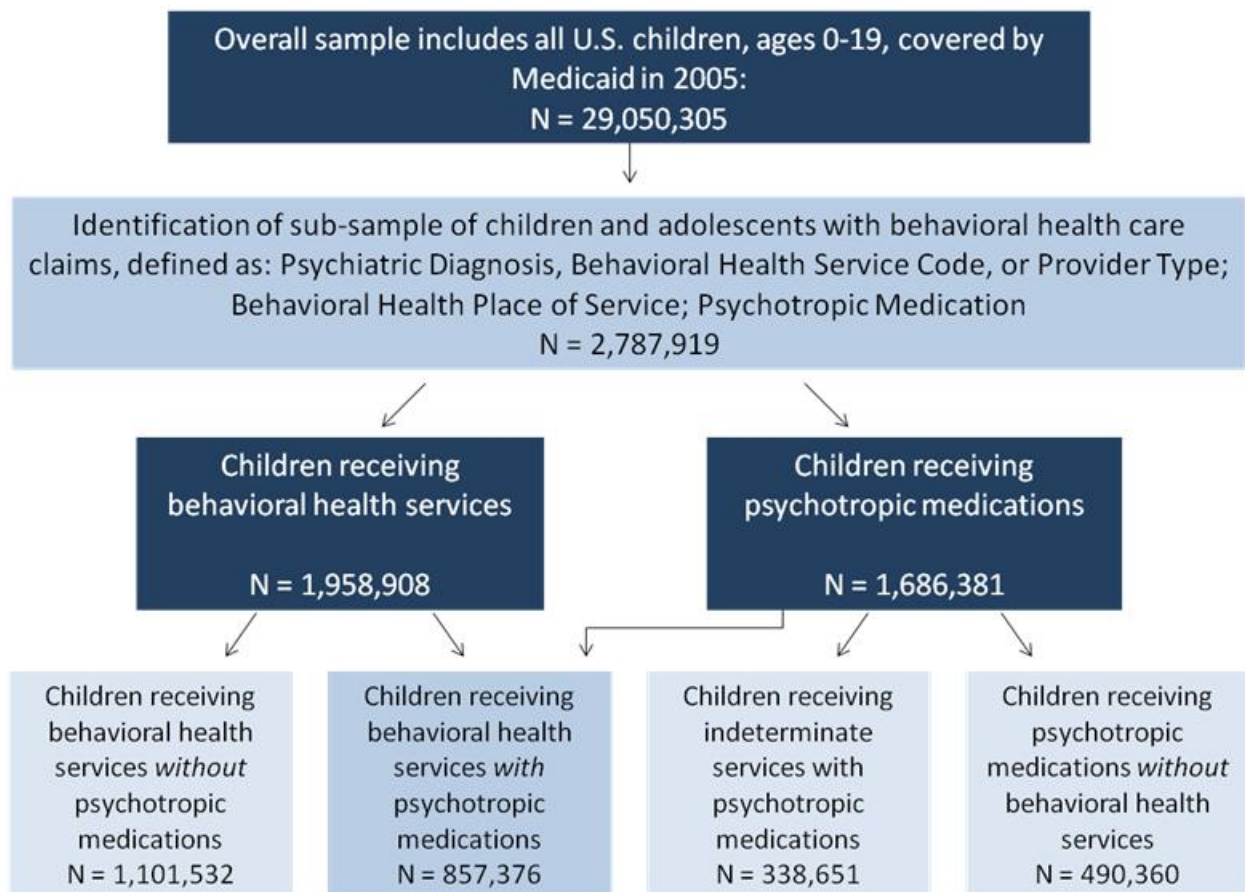 Overall sample includes all U.S. children, ages 0-19, covered by
Medicaid in 2005:
N = 29,050,305
Identification of sub-sample of children and adolescents with behavioral health care
claims, defined as: Psychiatric Diagnosis, Behavioral Health Service Code, or Provider Type;
Behavioral Health Place of Service; Psychotropic Medication
N = 2,787,919
Children receiving
behavioral health services
N = 1,958,908
Children receiving
psychotropic medications
N = 1,686,381
Children receiving
behavioral health
services without
psychotropic
medications
N = 1,101,532
Children receiving
behavioral health
services with
psychotropic
medications
N = 857,376
Children receiving
indeterminate
services with
psychotropic
medications
N = 338,651
Children receiving
psychotropic
medications without
behavioral health
services
N = 490,360